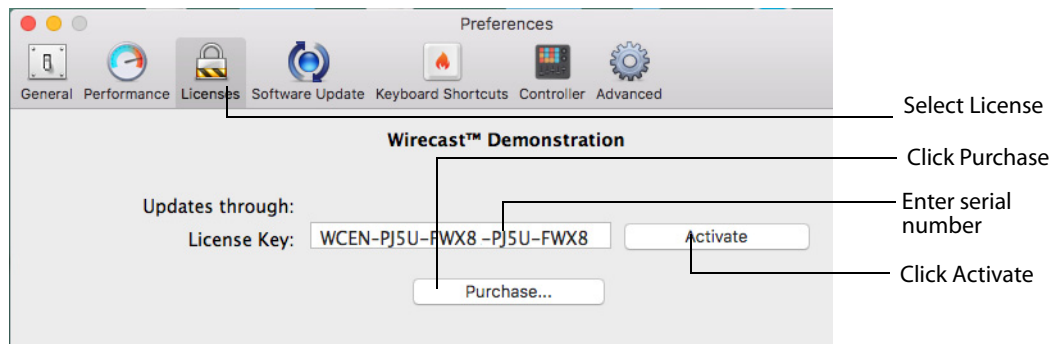 Preferences
General Performance Licenses Software Update Keyboard Shortcuts Controller Advanced
Select License
Wirecast™ Demonstration
Click Purchase
Updates through:
Enter serial
number
License Key: WCEN-PJ5U-FWX8 –PJ5U-FWX8 Activate
Click Activate
Purchase...